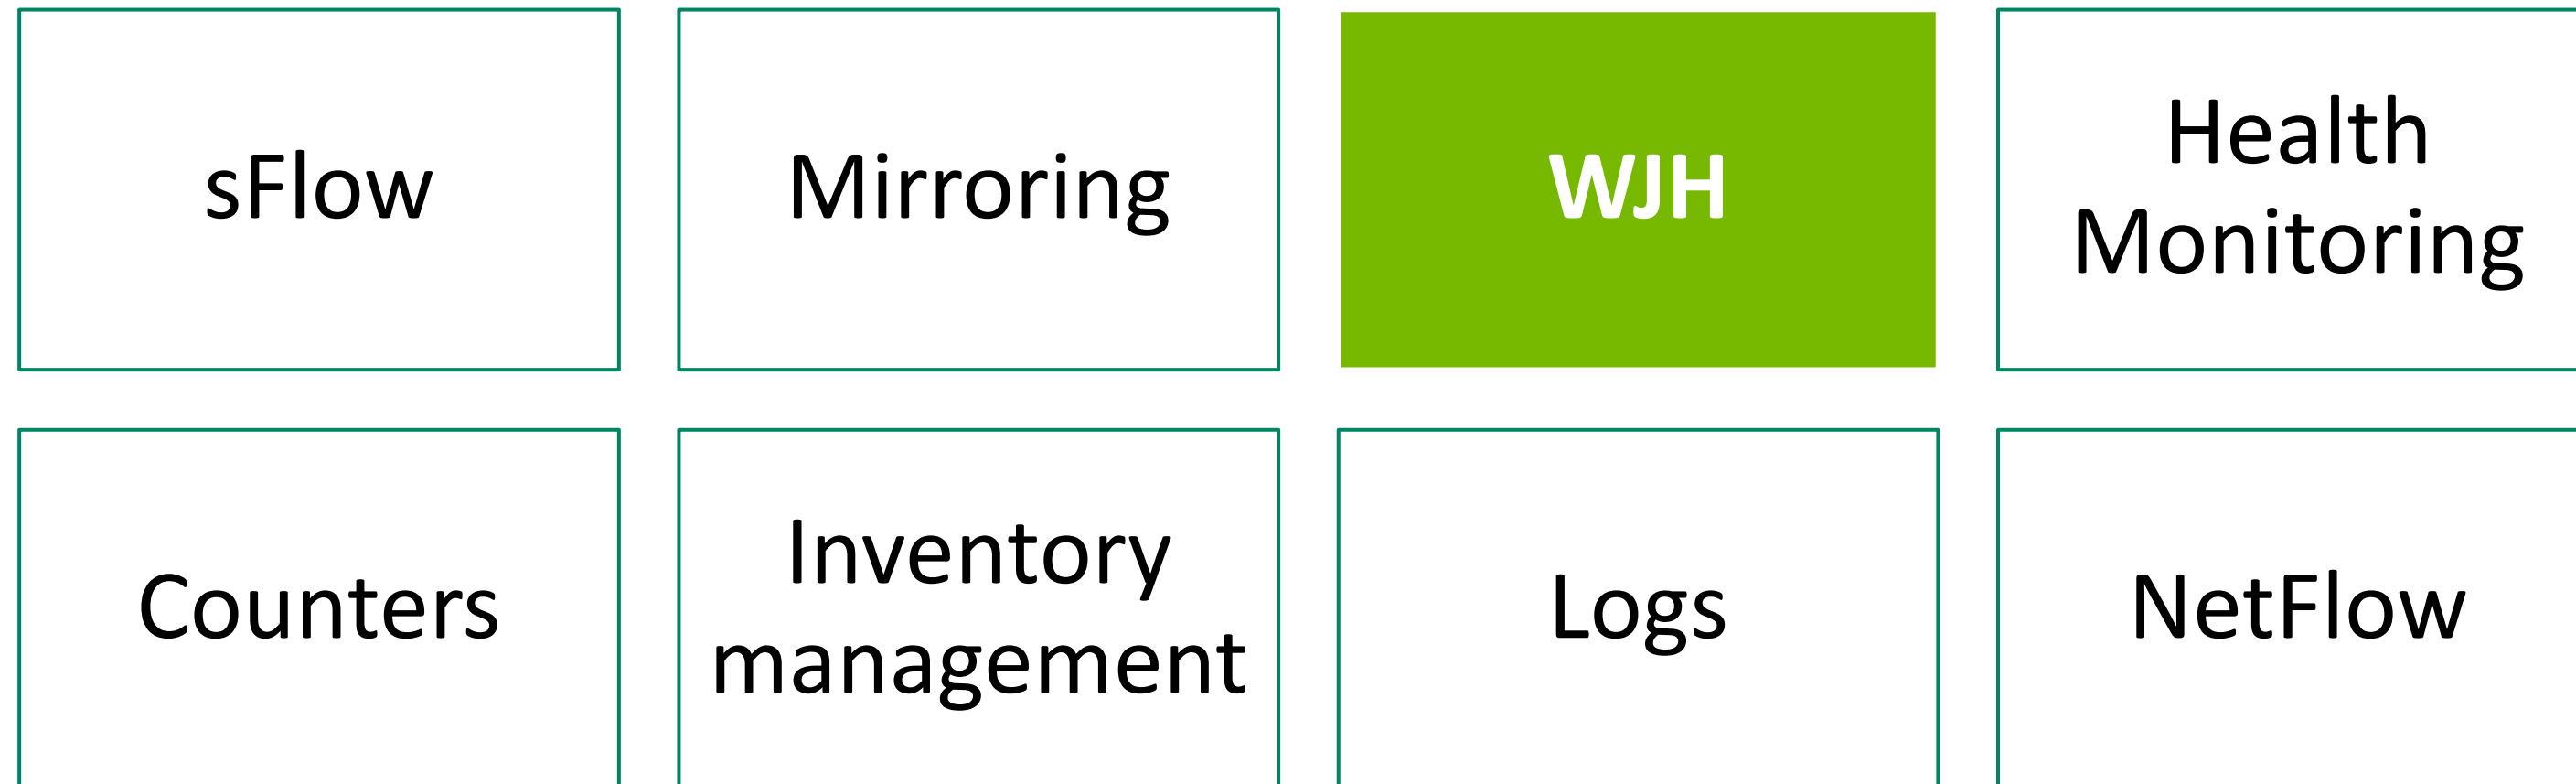 sFlow
Mirroring
WJH
Health
Monitoring
Counters
Inventory
management
Logs
NetFlow